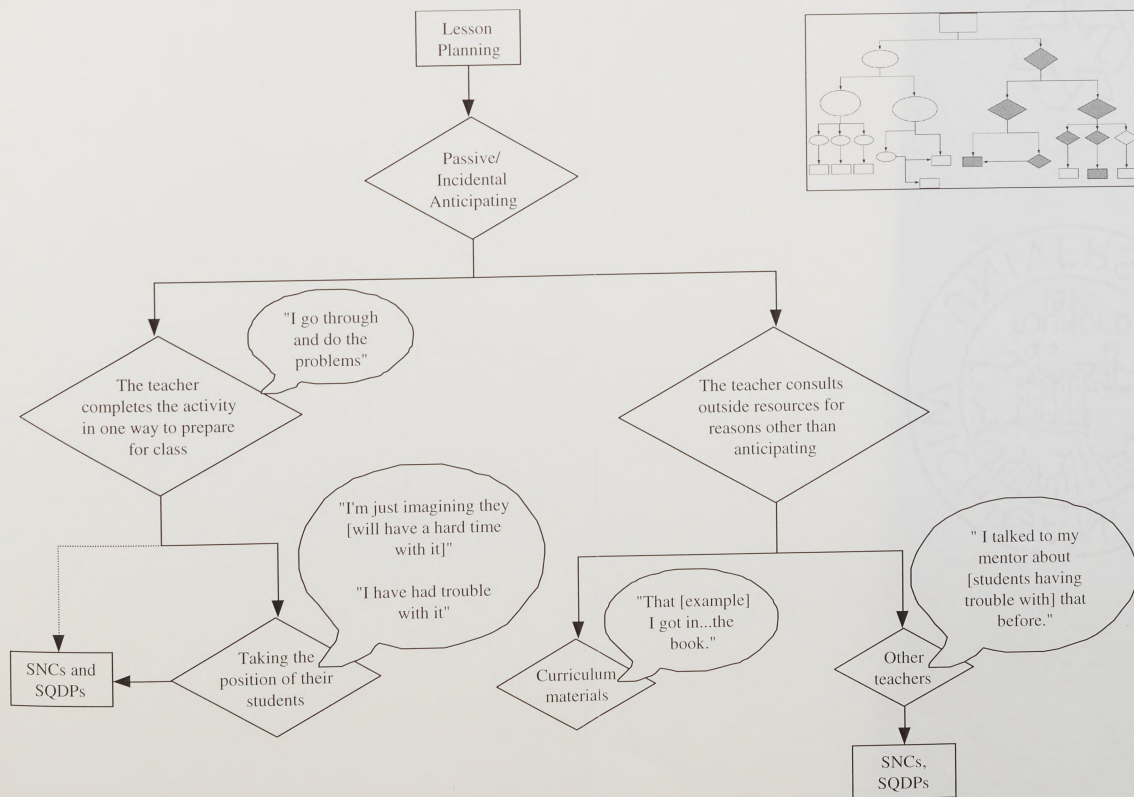 Lesson
Planning
Passive/
Incidental
Anticipating
"I go through
and do the
problems"
The teacher
completes the activity
in one way to prepare
for class
The teacher consults
outside resources for
reasons other than
anticipating
"I'm just imagining they
[will have a hard time
with it]"
"I have had trouble
with it"
"That [example]
I got in...the
book."
" I talked to my
mentor about
[students having
trouble with] that
before."
SNCs and
SQDPs
Taking the
position of their
students
Curriculum
materials
Other
teachers
SNCs,
SQDPs